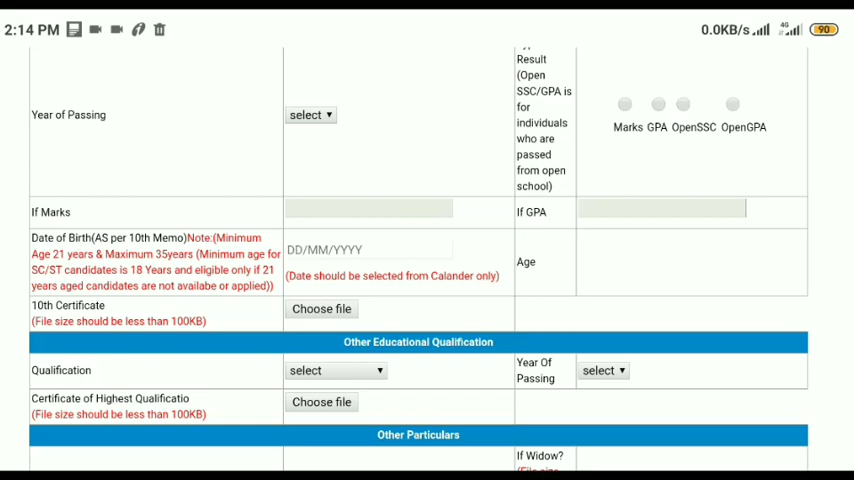 2:14 PM
0.0KB/s
4G
90
Result
(Open
SSC/GPA is
for
individuals
who are
passed
from open
school)
Year of Passing
select
Marks GPA OpenSSC OpenGPA
If Marks
If GPA
Date of Birth(AS per 10th Memo)Note:(Minimum
Age 21 years & Maximum 35years (Minimum age for
SC/ST candidates is 18 Years and eligible only if 21
years aged candidates are not availabe or applied))
DD/MM/YYYY
(Date should be selected from Calander only)
Age
10th Certificate
(File size should be less than 100KB)
Choose file
Other Educational Qualification
Qualification
select
Year Of
Passing
select
Certificate of Highest Qualificatio
(File size should be less than 100KB)
Choose file
Other Particulars
If Widow?
(File size